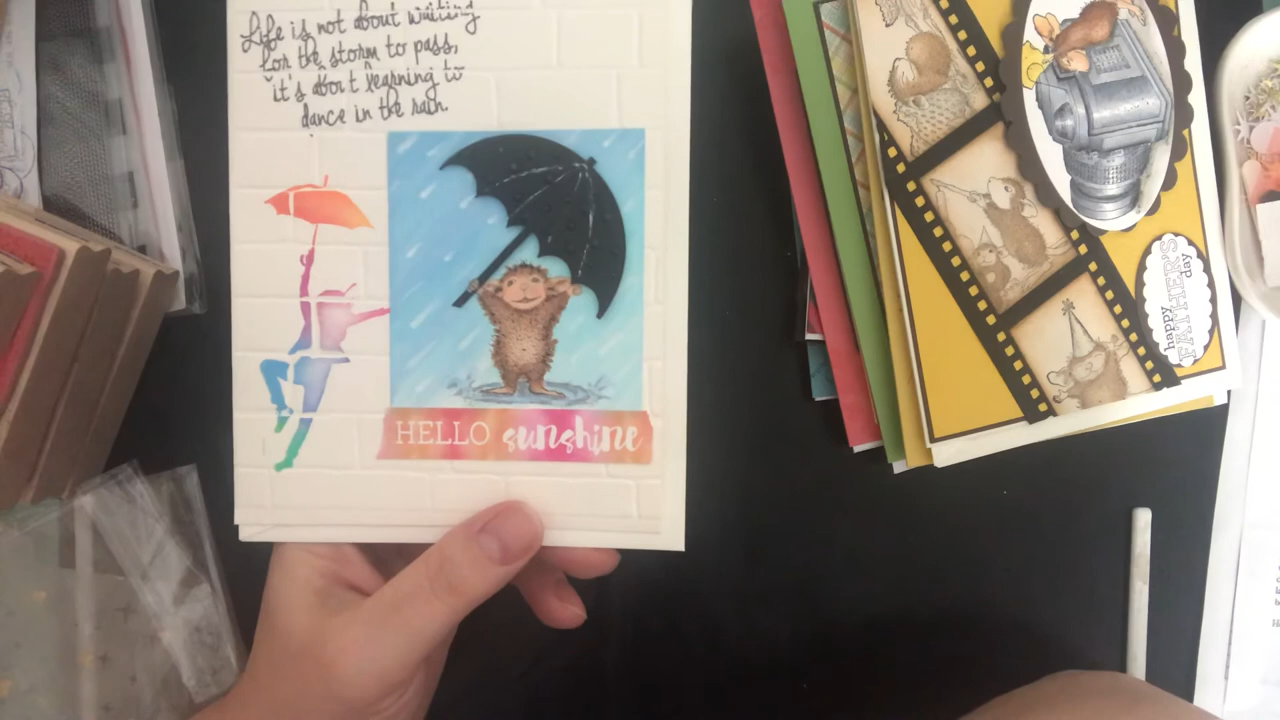 Life is not about waiting
for the storm to pass,
it's about learning to
dance in the rain.
HELLO sunshine
happy
FATHER'S
day